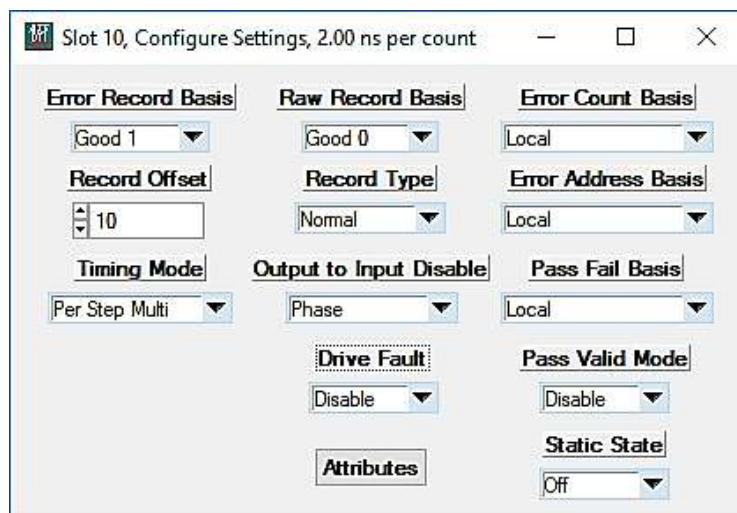 Slot 10, Configure Settings, 2.00 ns per count
Error Record Basis Raw Record Basis Error Count Basis
Good 1 Good 0 Local
Record Offset Record Type Error Address Basis
10 Normal Local
Timing Mode Output to Input Disable Pass Fail Basis
Per Step Multi Phase Local
Drive Fault Pass Valid Mode
Disable Disable
Static State
Attributes
Off